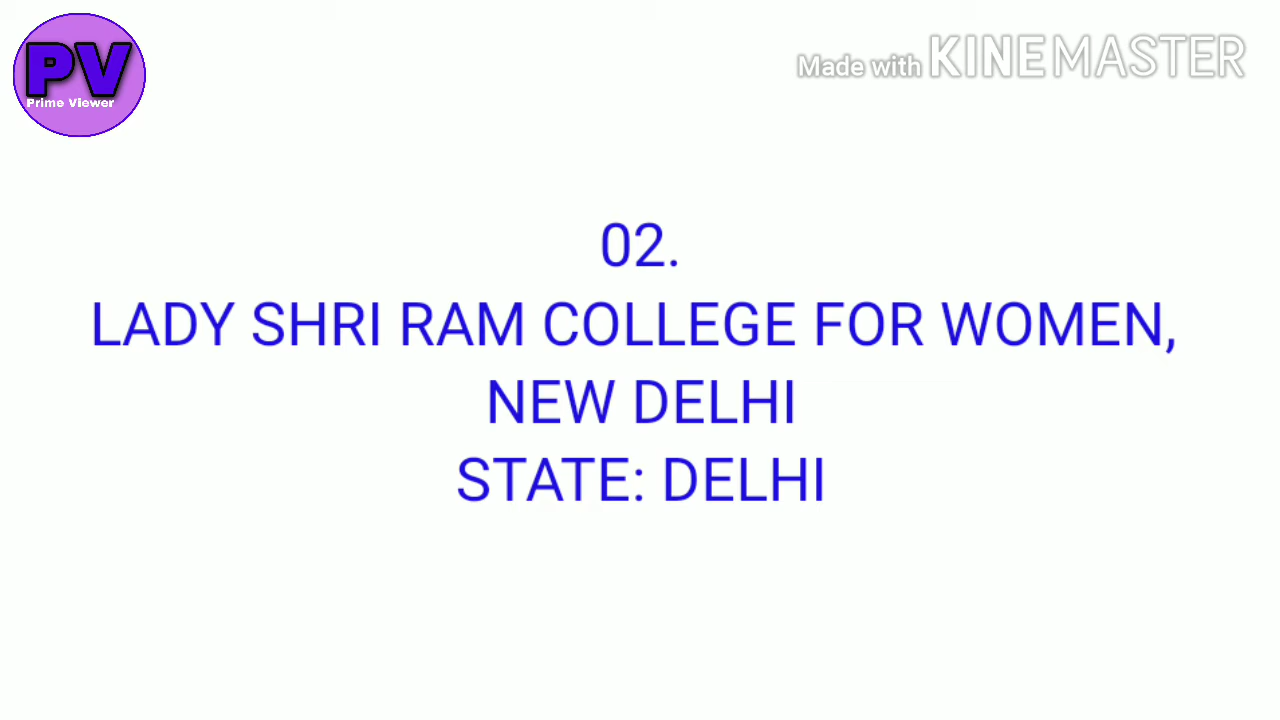 PV
Prime Viewer
Made with KINEMASTER
02.
LADY SHRI RAM COLLEGE FOR WOMEN,
NEW DELHI
STATE: DELHI